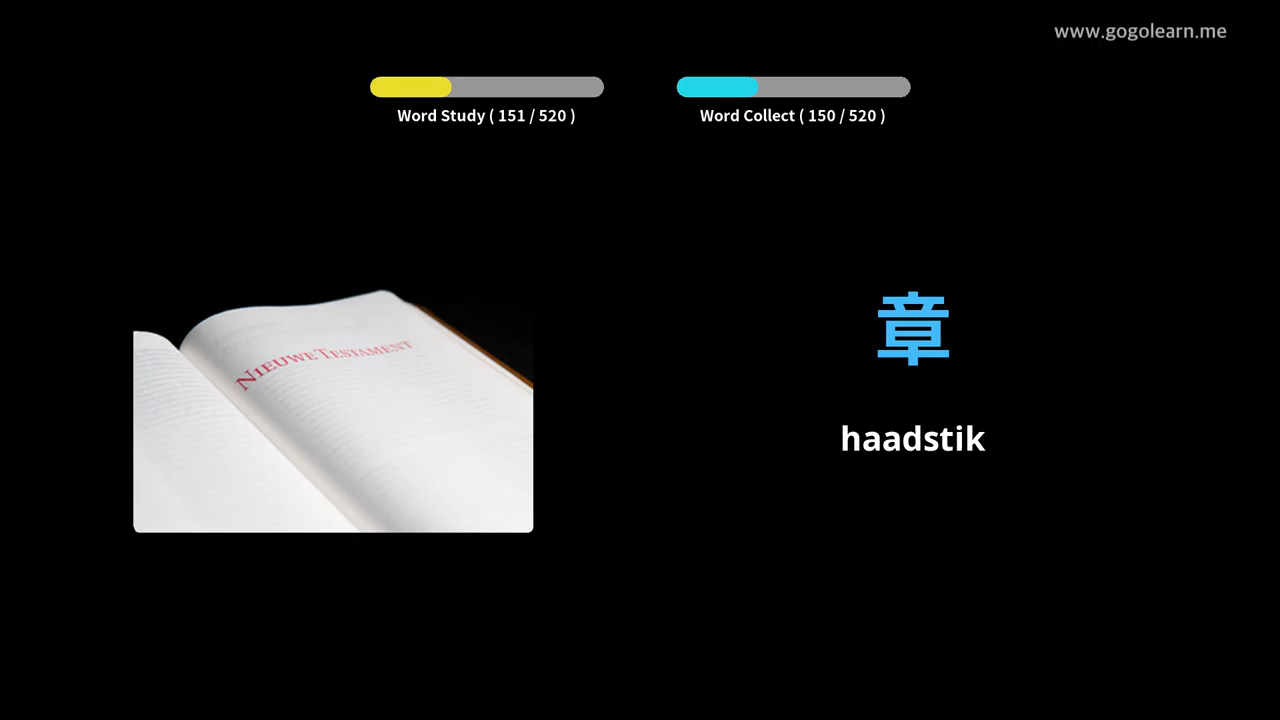 www.gogolearn.me
Word Study ( 151 / 520 )
Word Collect ( 150 / 520 )
NIEUWE TESTAMENT
章
haadstik